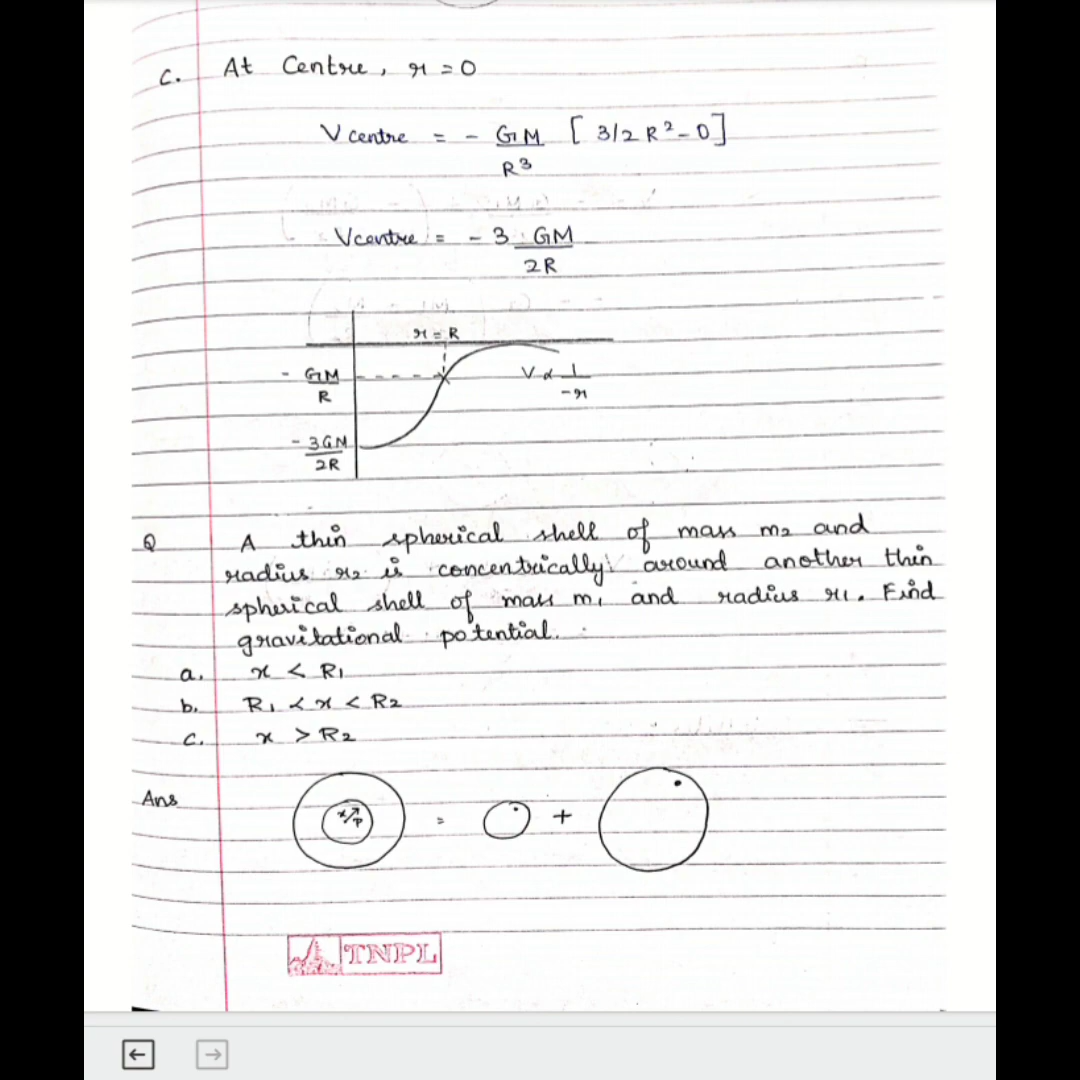 C. At Centre, r = 0
V centre = - GM/R³ [3/2 R² - 0]
Vcentre = - 3 GM/2R
r = R
- GM/R
V α 1/-r
- 3GM/2R
Q A thin spherical shell of mass m₂ and
radius r₂ is concentrically around another thin
spherical shell of mass m₁ and radius r₁. Find
gravitational potential.
a. x < R₁
b. R₁ < x < R₂
c. x > R₂
Ans x P = +
TNPL